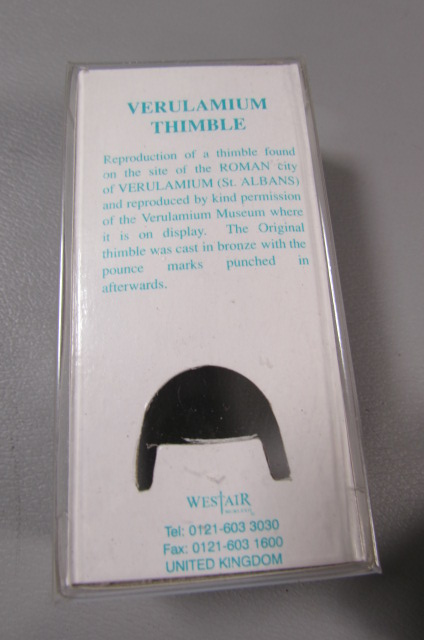 VERULAMIUM
THIMBLE
Reproduction of a thimble found
on the site of the ROMAN city
of VERULAMIUM (St. ALBANS)
and reproduced by kind permission
of the Verulamium Museum where
it is on display. The Original
thimble was cast in bronze with the
pounce marks punched in
afterwards.
WESTAIR
Tel: 0121-603 3030
Fax: 0121-603 1600
UNITED KINGDOM